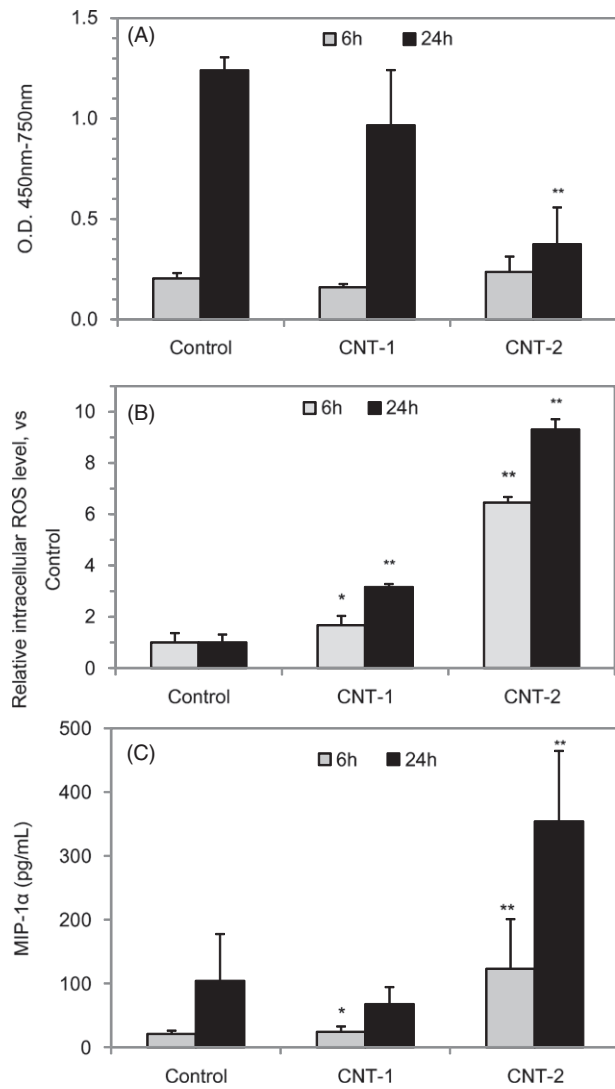 (A)
6h
24h
O.D. 450nm-750nm
1.5
1.0
0.5
0.0
**
Control
CNT-1
CNT-2
(B)
6h
24h
Relative intracellular ROS level, vs
Control
10
8
6
4
2
0
*
**
**
**
Control
CNT-1
CNT-2
(C)
6h
24h
MIP-1α (pg/mL)
500
400
300
200
100
0
*
**
**
Control
CNT-1
CNT-2